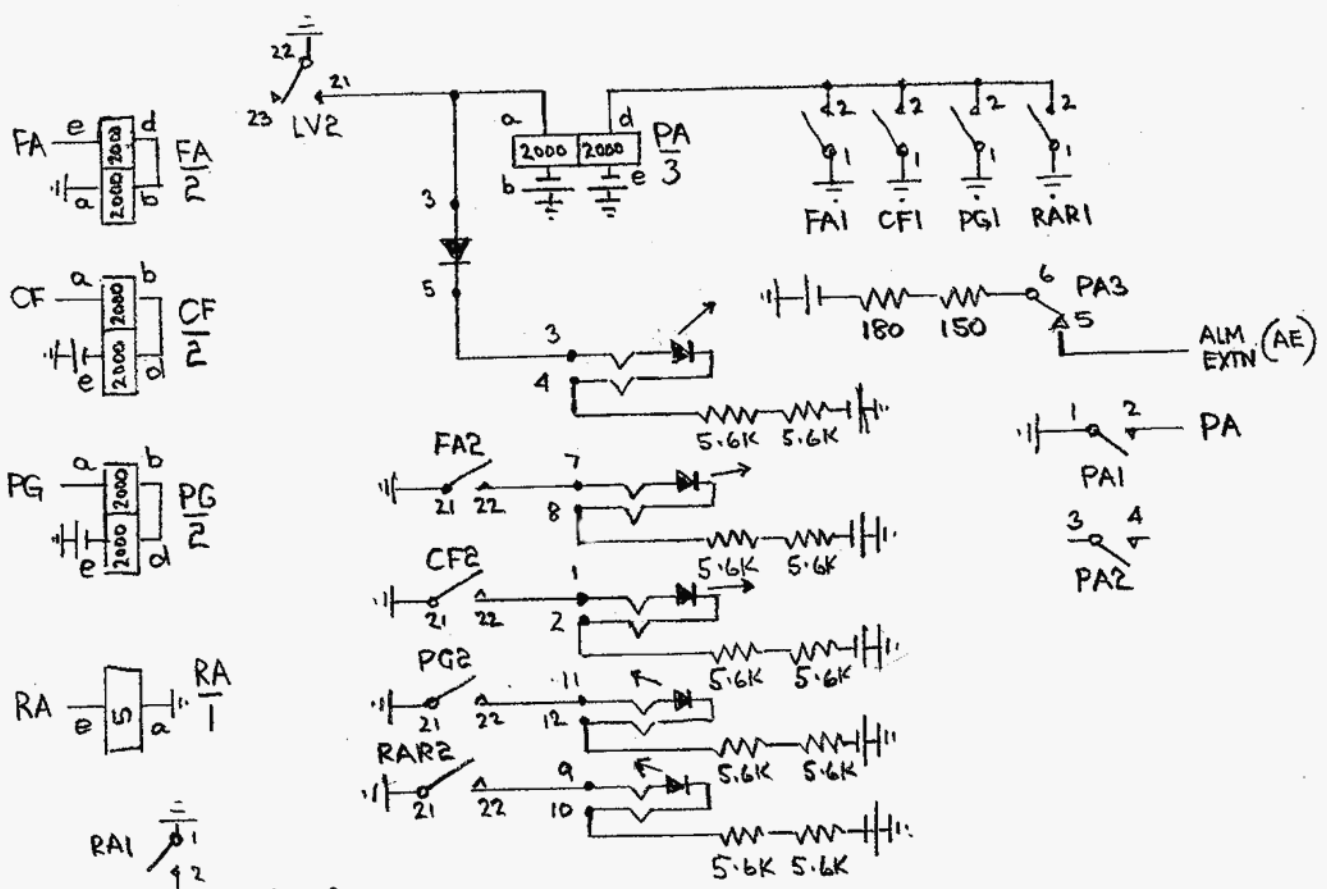 22
21
23
LV2
FA
e
2000
d
FA
2
a
2000
b
a
d
2000
2000
PA
3
b
e
2
2
2
2
1
1
1
1
FA1
CF1
PG1
RAR1
3
5
CF
a
2000
b
CF
2
e
2000
d
6
PA3
180
150
5
ALM
EXTN (AE)
3
4
5.6K
5.6K
1
2
PA
PA1
PG
a
2000
b
PG
2
e
2000
d
FA2
7
21
22
8
5.6K
5.6K
3
4
PA2
CF2
1
21
22
2
5.6K
5.6K
PG2
11
21
22
12
5.6K
5.6K
RA
e
5
a
RA
1
RAR2
9
21
22
10
5.6K
5.6K
RA1
1
2